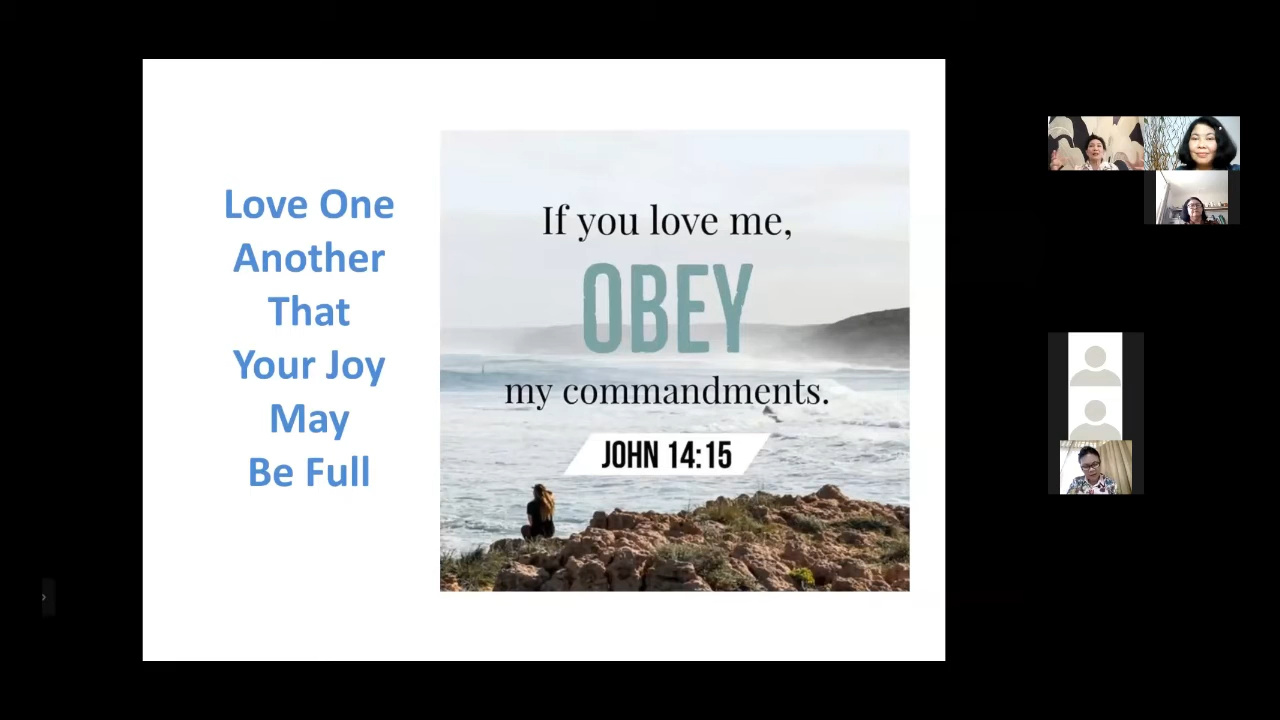 Love One
Another
That
Your Joy
May
Be Full
If you love me,
OBEY
my commandments.
JOHN 14:15